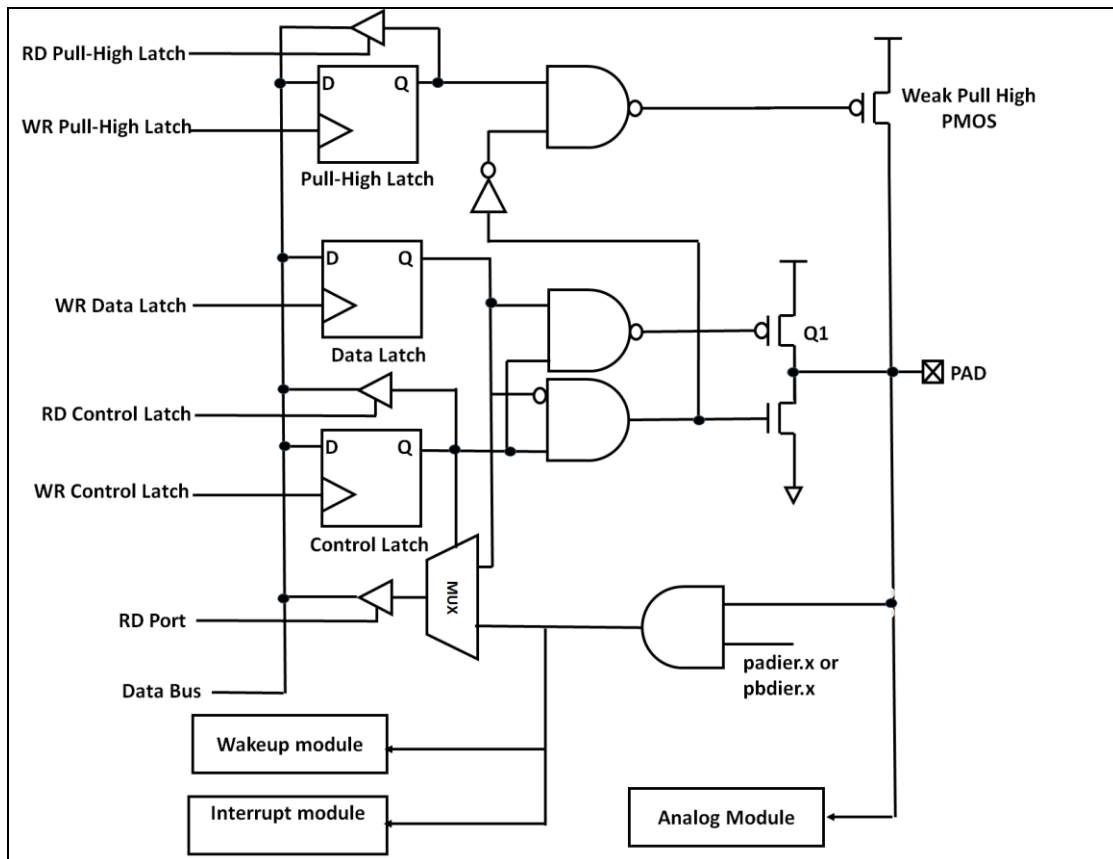 RD Pull-High Latch
D Q
WR Pull-High Latch
Pull-High Latch
Weak Pull High
PMOS
D Q
WR Data Latch
Data Latch
Q1
PAD
RD Control Latch
D Q
WR Control Latch
Control Latch
MUX
RD Port
padier.x or
pbdier.x
Data Bus
Wakeup module
Interrupt module
Analog Module